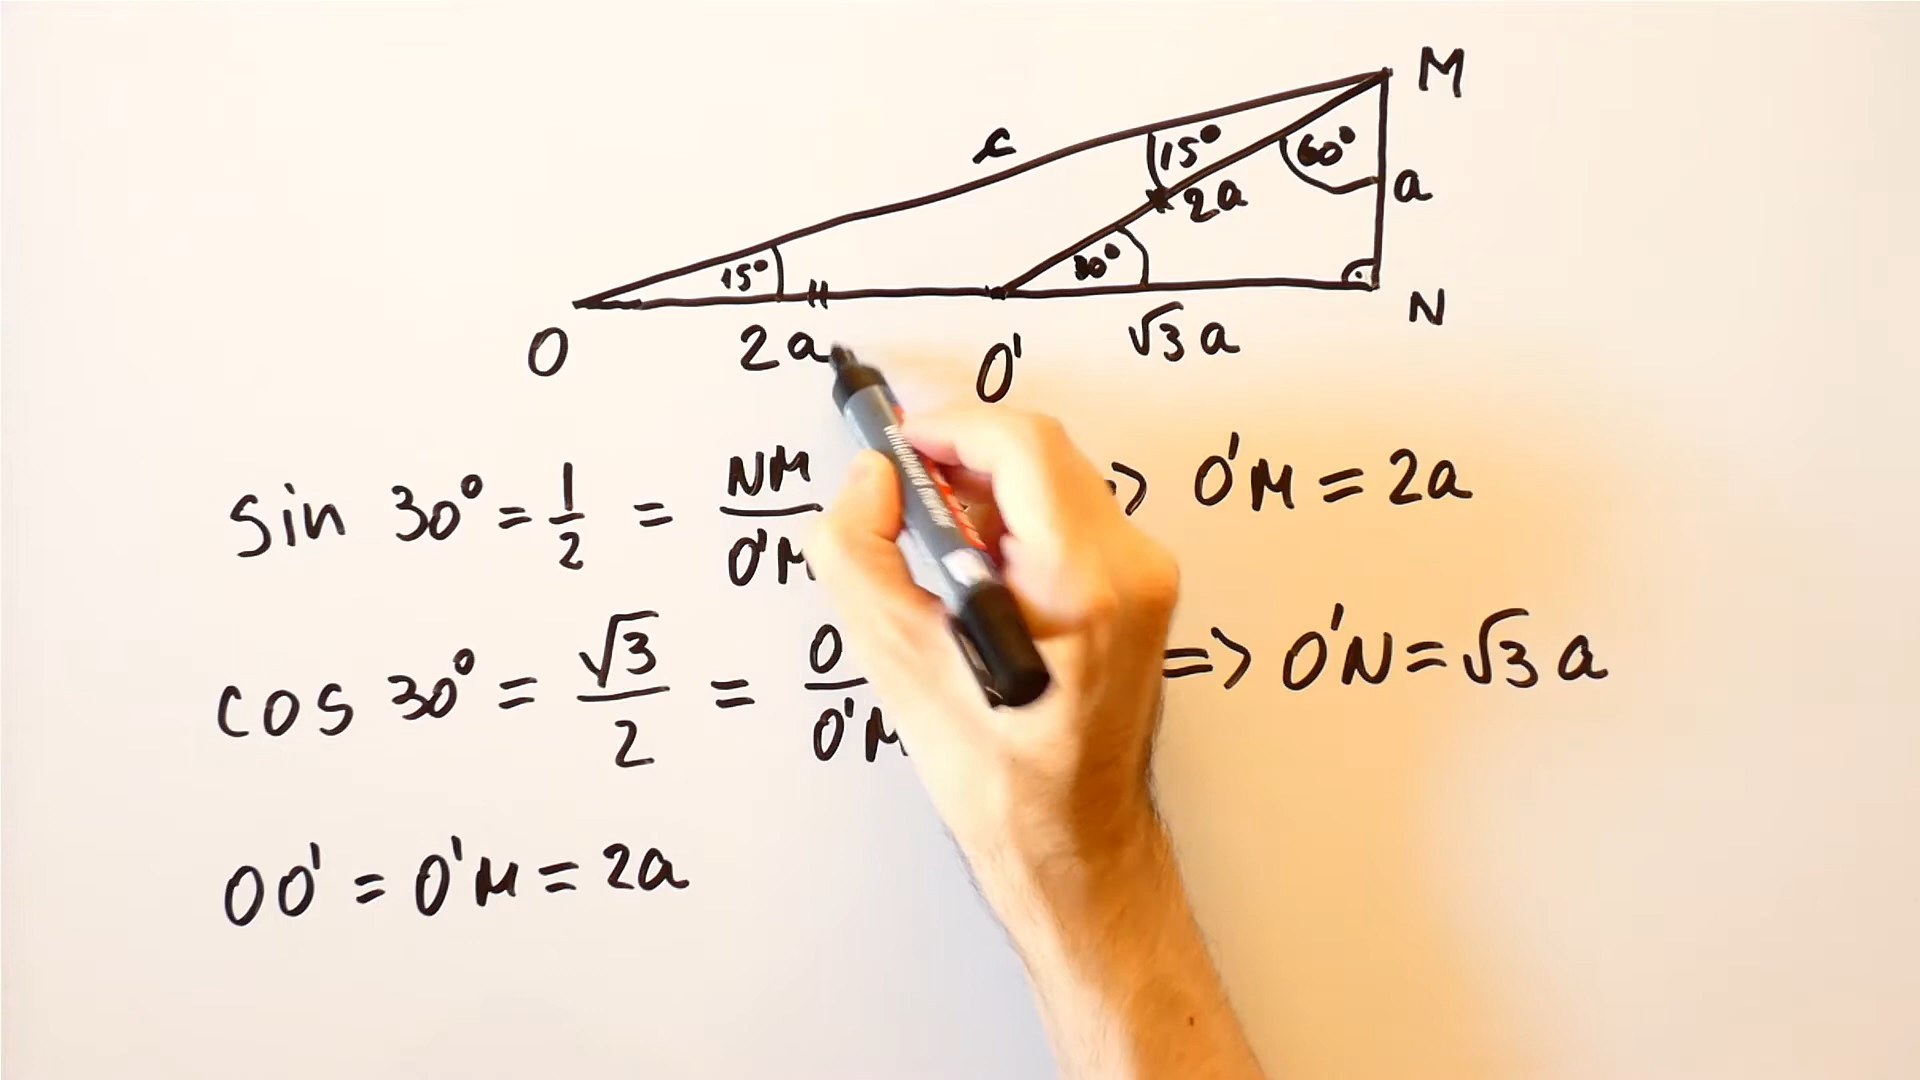 M
c
15° 60°
2a a
15° 30°
O 2a O' √3 a N
sin 30° = 1/2 = NM/O'M => O'M = 2a
cos 30° = √3/2 = O/O'M => O'N = √3 a
OO' = O'M = 2a